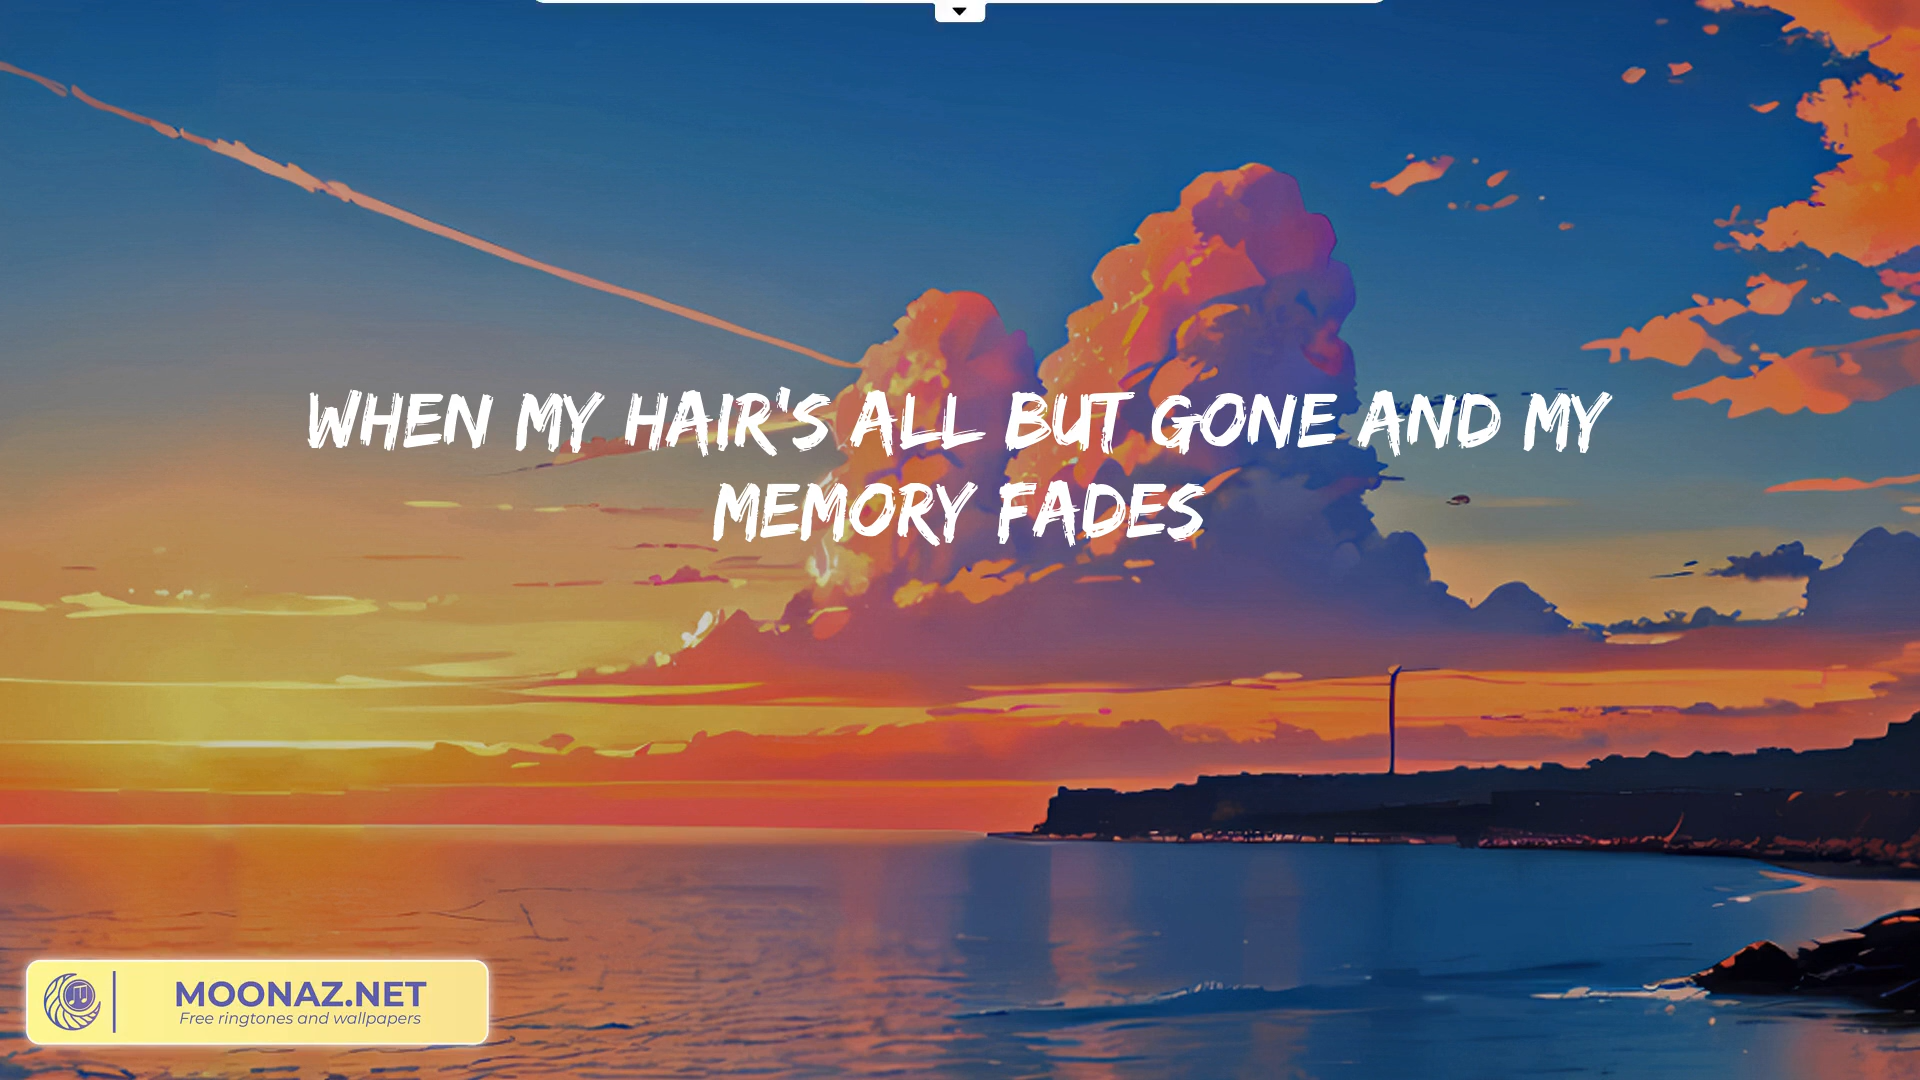 WHEN MY HAIR'S ALL BUT GONE AND MY
MEMORY FADES
MOONAZ.NET
Free ringtones and wallpapers